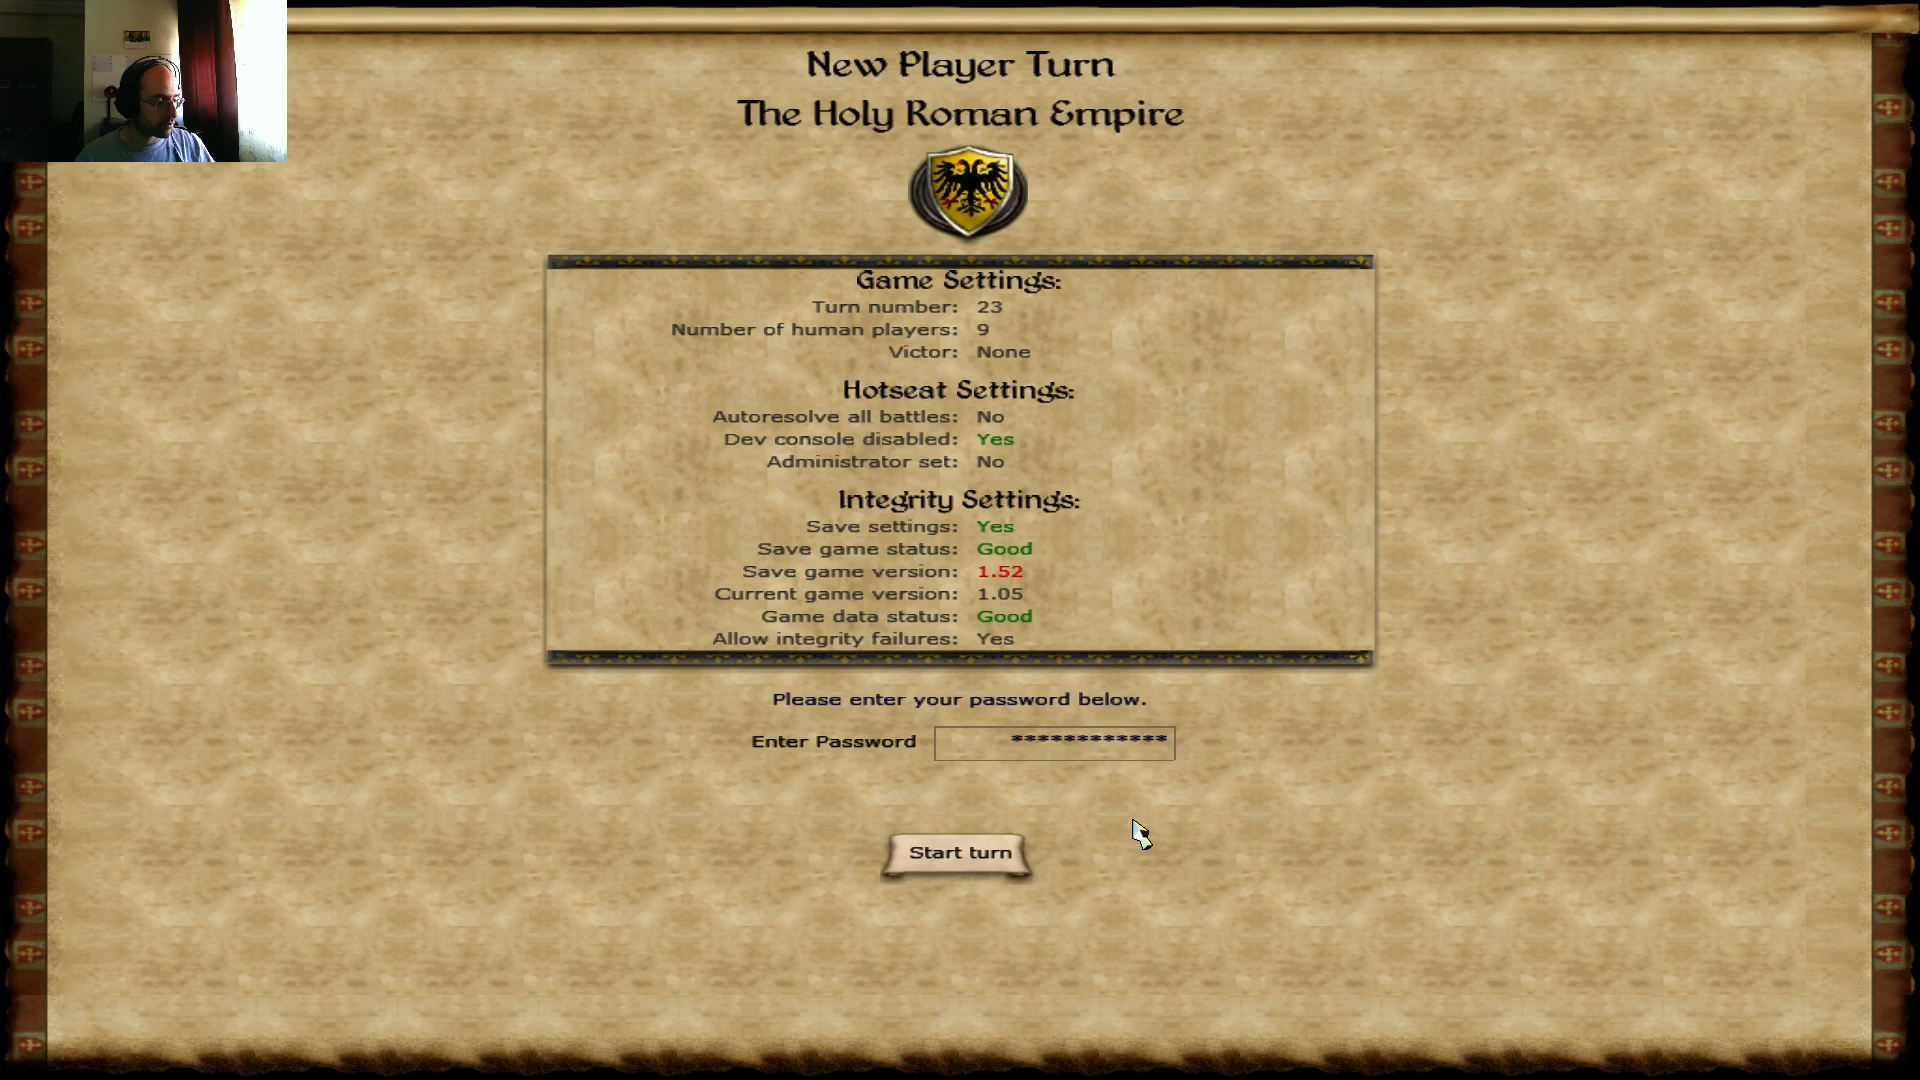 New Player Turn
The Holy Roman Empire
Game Settings:
Turn number: 23
Number of human players: 9
Victor: None
Hotseat Settings:
Autoresolve all battles: No
Dev console disabled: Yes
Administrator set: No
Integrity Settings:
Save settings: Yes
Save game status: Good
Save game version: 1.52
Current game version: 1.05
Game data status: Good
Allow integrity failures: Yes
Please enter your password below.
Enter Password ************
Start turn